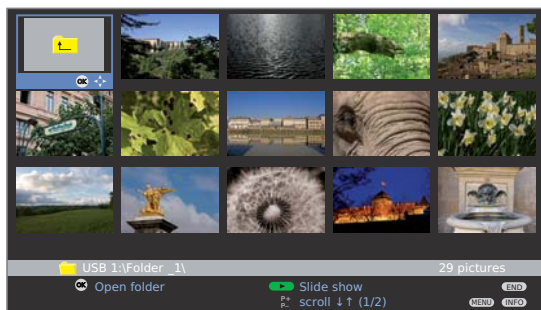 OK
USB 1:\Folder _1\ 29 pictures
OK Open folder Slide show END
P+ P- scroll ↓↑ (1/2) MENU INFO